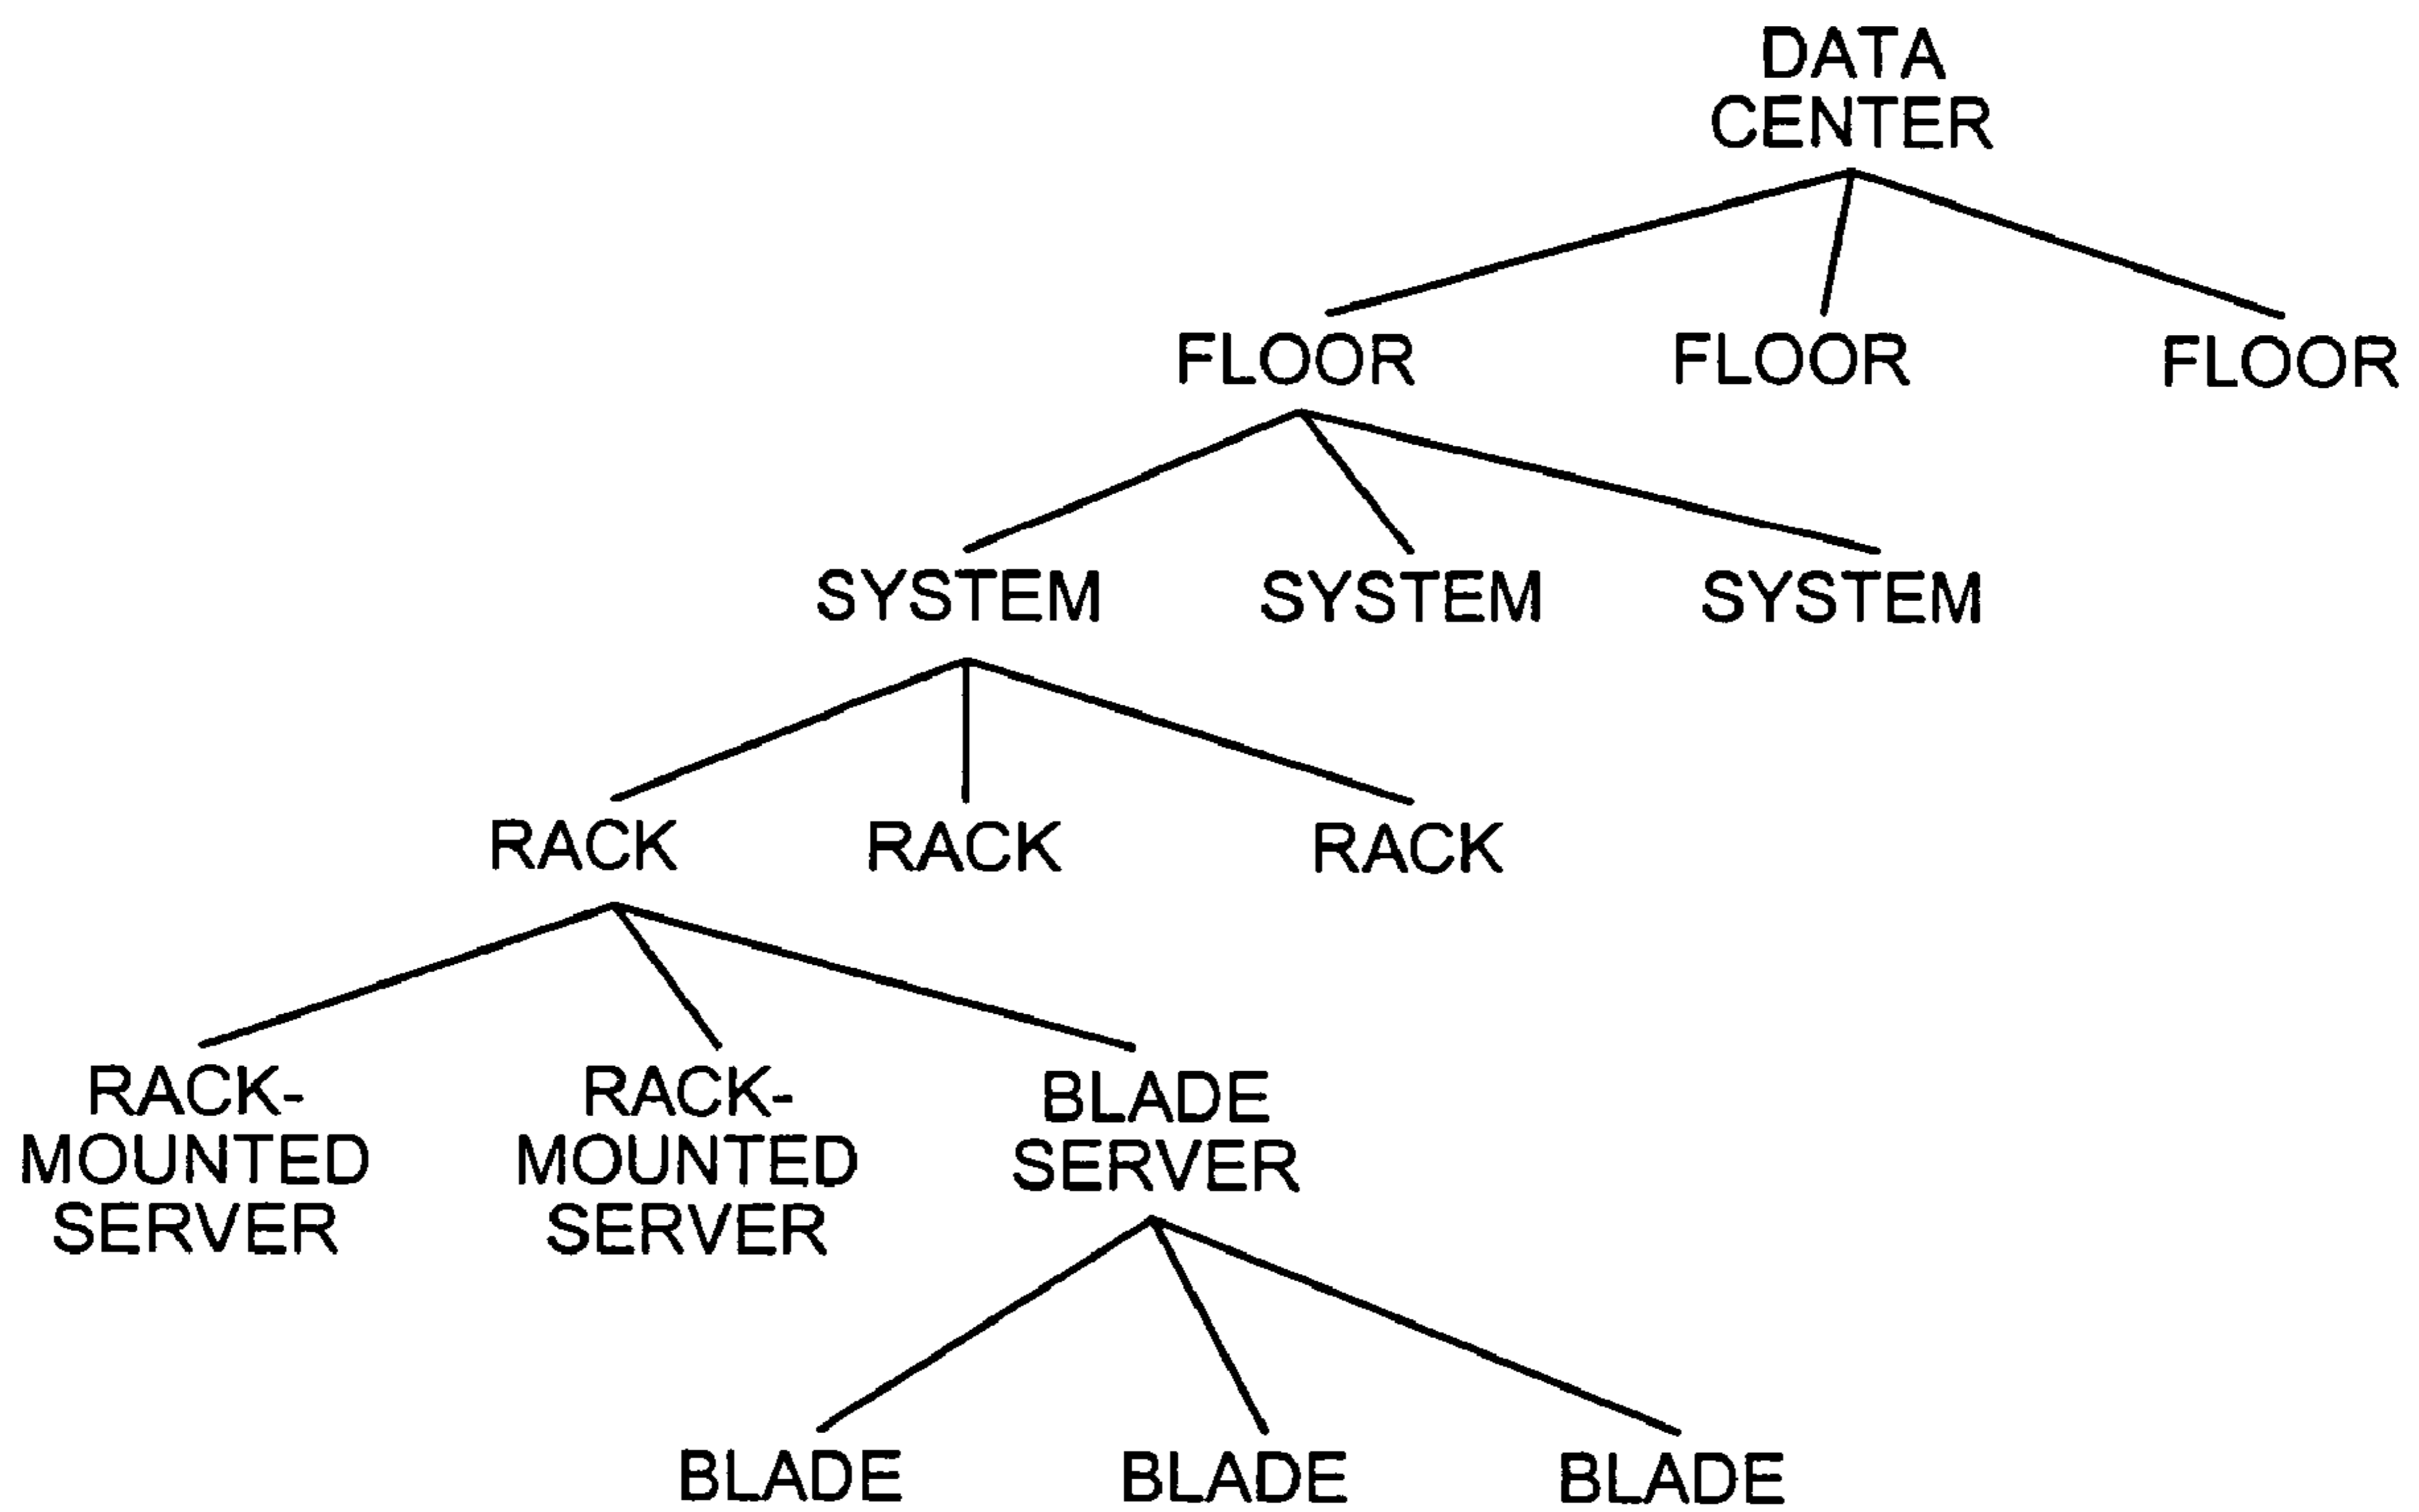 DATA
CENTER
FLOOR FLOOR FLOOR
SYSTEM SYSTEM SYSTEM
RACK RACK RACK
RACK-
MOUNTED
SERVER
RACK-
MOUNTED
SERVER
BLADE
SERVER
BLADE BLADE BLADE